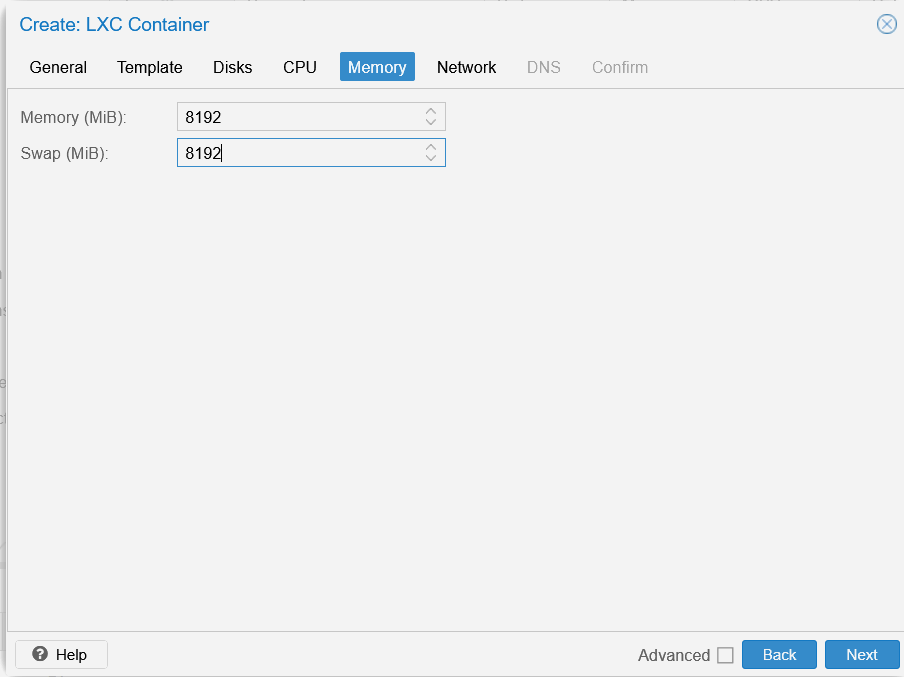 Create: LXC Container
General Template Disks CPU Memory Network DNS Confirm
Memory (MiB): 8192
Swap (MiB): 8192
Help Advanced Back Next